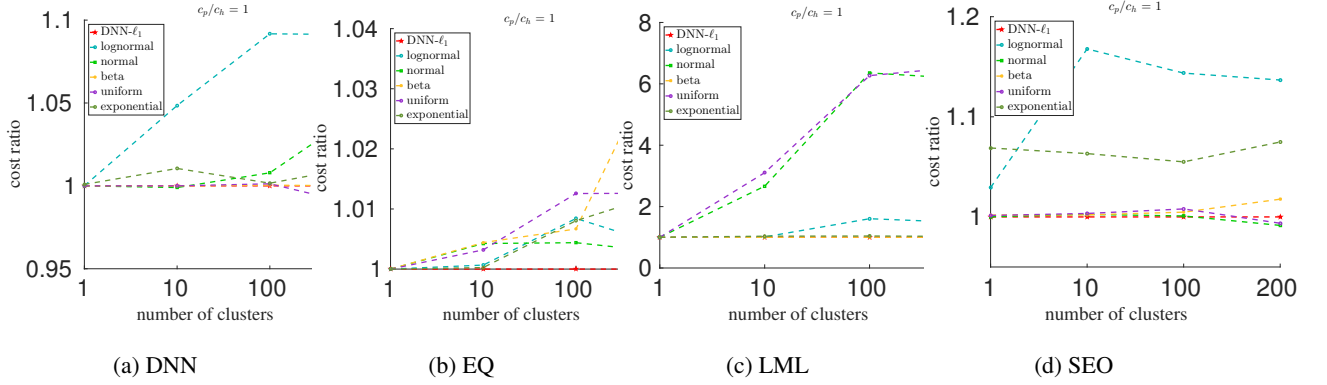 c_p/c_h = 1
1.1
1.05
1
0.95
cost ratio
DNN-ℓ₁
lognormal
normal
beta
uniform
exponential
1
10
100
number of clusters
(a) DNN
c_p/c_h = 1
1.04
1.03
1.02
1.01
1
cost ratio
DNN-ℓ₁
lognormal
normal
beta
uniform
exponential
1
10
100
number of clusters
(b) EQ
c_p/c_h = 1
8
6
4
2
0
cost ratio
DNN-ℓ₁
lognormal
normal
beta
uniform
exponential
1
10
100
number of clusters
(c) LML
c_p/c_h = 1
1.2
1.1
1
cost ratio
DNN-ℓ₁
lognormal
normal
beta
uniform
exponential
1
10
100
200
number of clusters
(d) SEO